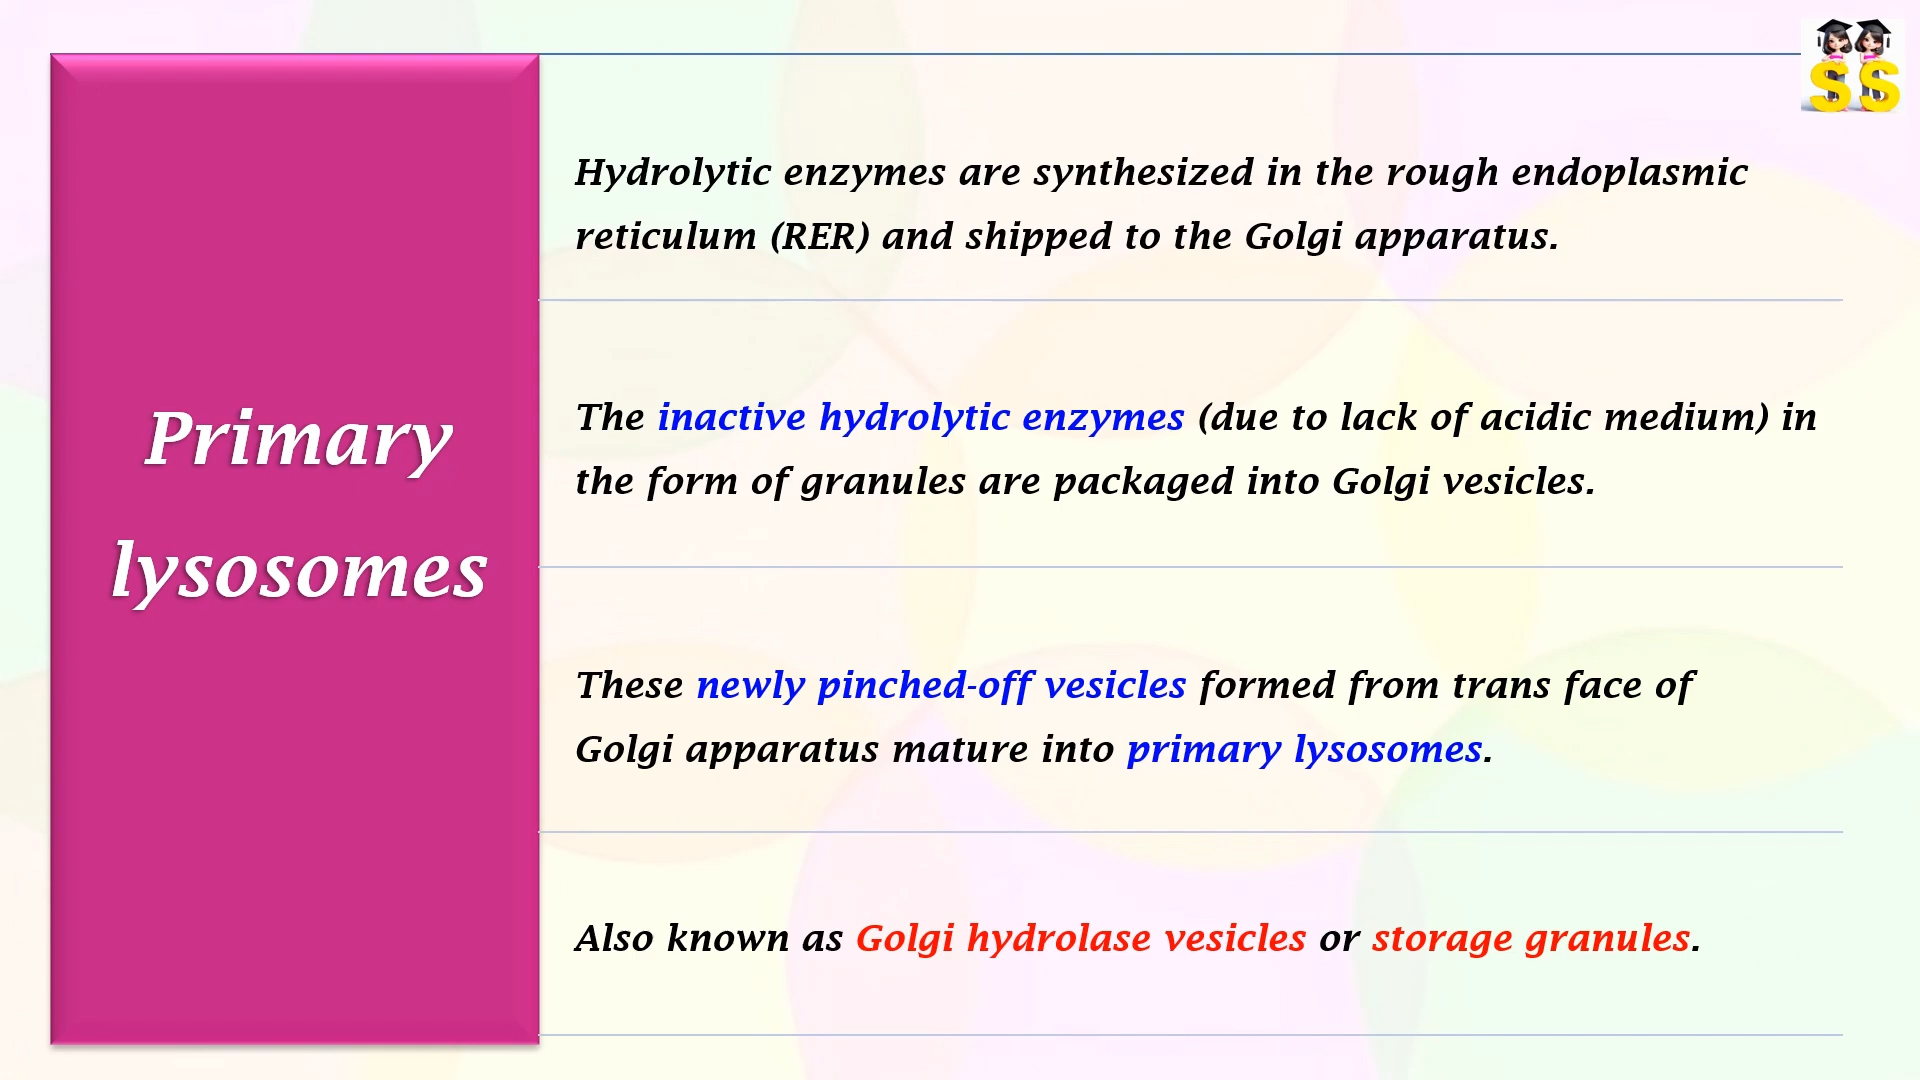 Primary
lysosomes
Hydrolytic enzymes are synthesized in the rough endoplasmic
reticulum (RER) and shipped to the Golgi apparatus.
The inactive hydrolytic enzymes (due to lack of acidic medium) in
the form of granules are packaged into Golgi vesicles.
These newly pinched-off vesicles formed from trans face of
Golgi apparatus mature into primary lysosomes.
Also known as Golgi hydrolase vesicles or storage granules.
SS